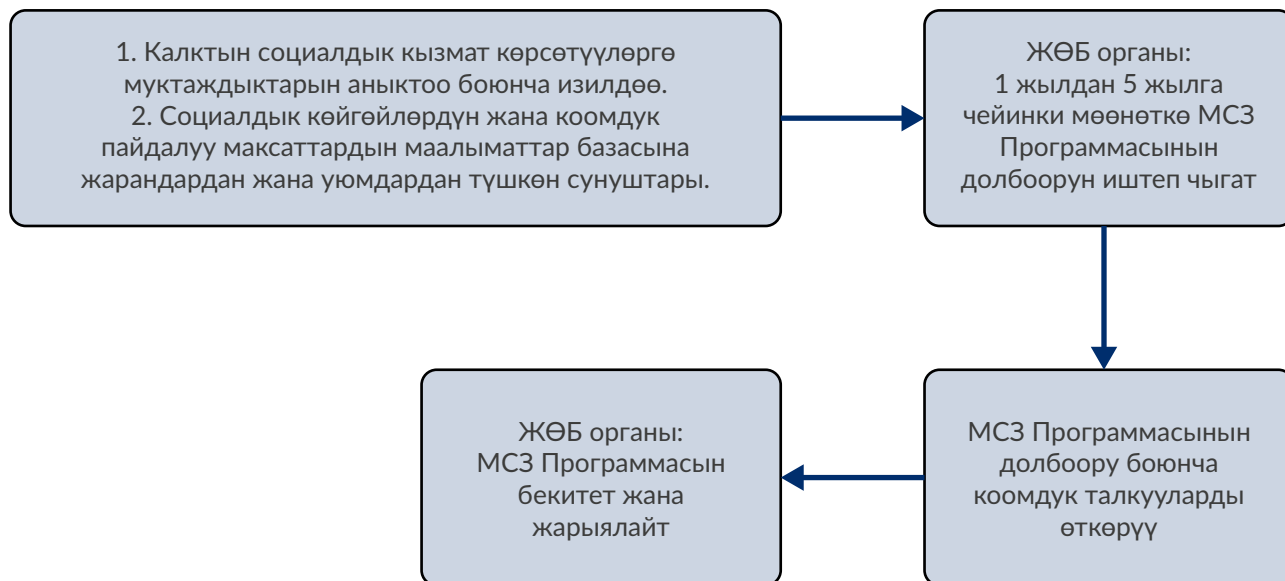 1. Калктын социалдык кызмат көрсөтүүлөргө
муктаждыктарын аныктоо боюнча изилдөө.
2. Социалдык көйгөйлөрдүн жана коомдук
пайдалуу максаттардын маалыматтар базасына
жарандардан жана уюмдардан түшкөн сунуштары.
ЖӨБ органы:
1 жылдан 5 жылга
чейинки мөөнөткө МСЗ
Программасынын
долбоорун иштеп чыгат
МСЗ Программасынын
долбоору боюнча
коомдук талкууларды
өткөрүү
ЖӨБ органы:
МСЗ Программасын
бекитет жана
жарыялайт